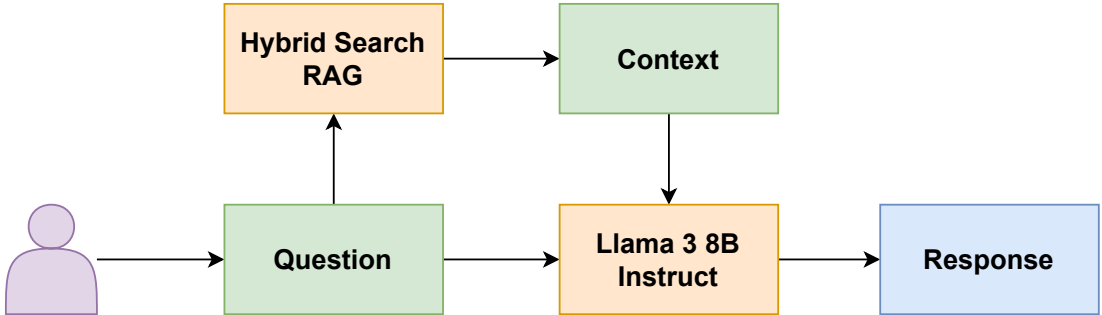 Hybrid Search
RAG
Context
Question
Llama 3 8B
Instruct
Response